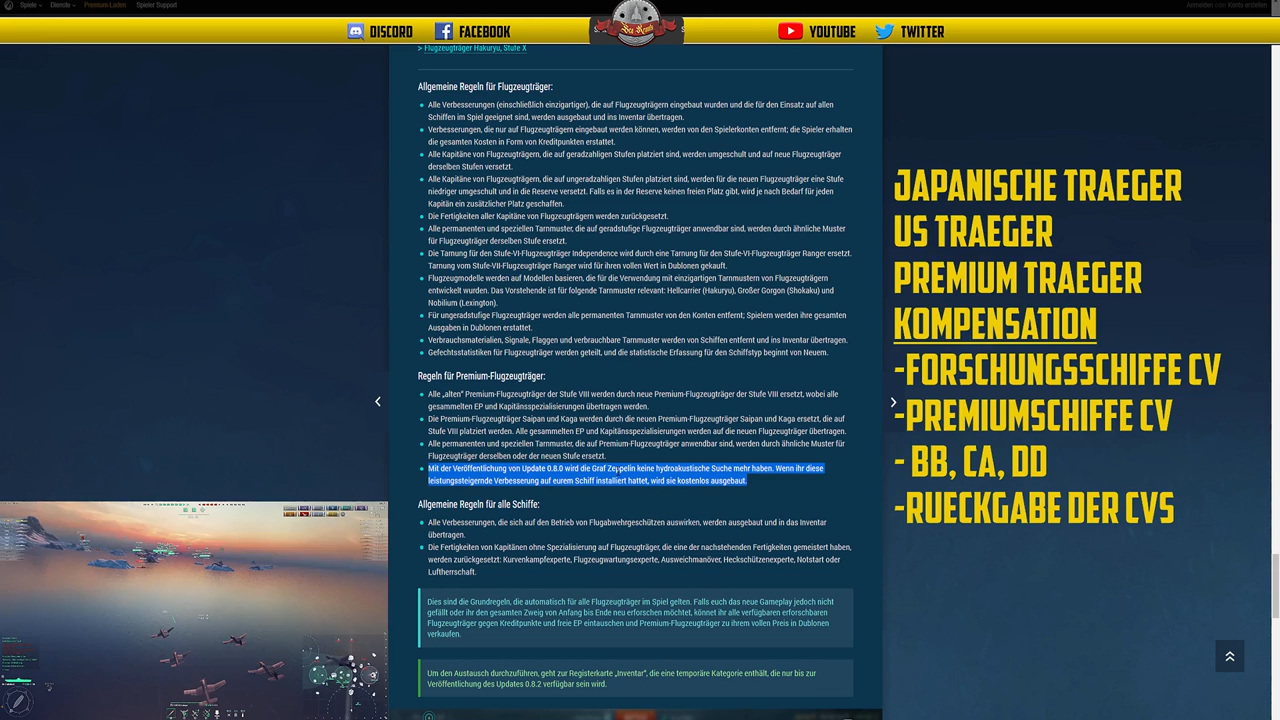 Spiele
Dienste
Premium-Laden
Spieler Support
Anmelden oder Konto erstellen
DISCORD
FACEBOOK
YOUTUBE
TWITTER
> Flugzeugträger Hakuryu, Stufe X
Allgemeine Regeln für Flugzeugträger:
Alle Verbesserungen (einschließlich einzigartiger), die auf Flugzeugträgern eingebaut wurden und die für den Einsatz auf allen
Schiffen im Spiel geeignet sind, werden ausgebaut und ins Inventar übertragen.
Verbesserungen, die nur auf Flugzeugträgern eingebaut werden können, werden von den Spielerkonten entfernt; die Spieler erhalten
die gesamten Kosten in Form von Kreditpunkten erstattet.
Alle Kapitäne von Flugzeugträgern, die auf geradzahligen Stufen platziert sind, werden umgeschult und auf neue Flugzeugträger
derselben Stufen versetzt.
Alle Kapitäne von Flugzeugträgern, die auf ungeradzahligen Stufen platziert sind, werden für die neuen Flugzeugträger eine Stufe
niedriger umgeschult und in die Reserve versetzt. Falls es in der Reserve keinen freien Platz gibt, wird je nach Bedarf für jeden
Kapitän ein zusätzlicher Platz geschaffen.
Die Fertigkeiten aller Kapitäne von Flugzeugträgern werden zurückgesetzt.
Alle permanenten und speziellen Tarnmuster, die auf geradstufige Flugzeugträger anwendbar sind, werden durch ähnliche Muster
für Flugzeugträger derselben Stufe ersetzt.
Die Tarnung für den Stufe-VI-Flugzeugträger Independence wird durch eine Tarnung für den Stufe-VI-Flugzeugträger Ranger ersetzt.
Tarnung vom Stufe-VII-Flugzeugträger Ranger wird für ihren vollen Wert in Dublonen gekauft.
Flugzeugmodelle werden auf Modellen basieren, die für die Verwendung mit einzigartigen Tarnmustern von Flugzeugträgern
entwickelt wurden. Das Vorstehende ist für folgende Tarnmuster relevant: Hellcarrier (Hakuryu), Großer Gorgon (Shokaku) und
Nobilium (Lexington).
Für ungeradstufige Flugzeugträger werden alle permanenten Tarnmuster von den Konten entfernt; Spielern werden ihre gesamten
Ausgaben in Dublonen erstattet.
Verbrauchsmaterialien, Signale, Flaggen und verbrauchbare Tarnmuster werden von Schiffen entfernt und ins Inventar übertragen.
Gefechtsstatistiken für Flugzeugträger werden geteilt, und die statistische Erfassung für den Schiffstyp beginnt von Neuem.
Regeln für Premium-Flugzeugträger:
Alle „alten" Premium-Flugzeugträger der Stufe VIII werden durch neue Premium-Flugzeugträger der Stufe VIII ersetzt, wobei alle
gesammelten EP und Kapitänsspezialisierungen übertragen werden.
Die Premium-Flugzeugträger Saipan und Kaga werden durch die neuen Premium-Flugzeugträger Saipan und Kaga ersetzt, die auf
Stufe VIII platziert werden. Alle gesammelten EP und Kapitänsspezialisierungen werden auf die neuen Flugzeugträger übertragen.
Alle permanenten und speziellen Tarnmuster, die auf Premium-Flugzeugträger anwendbar sind, werden durch ähnliche Muster für
Flugzeugträger derselben oder der neuen Stufe ersetzt.
Mit der Veröffentlichung von Update 0.8.0 wird die Graf Zeppelin keine hydroakustische Suche mehr haben. Wenn ihr diese
leistungssteigernde Verbesserung auf eurem Schiff installiert hattet, wird sie kostenlos ausgebaut.
Allgemeine Regeln für alle Schiffe:
Alle Verbesserungen, die sich auf den Betrieb von Flugabwehrgeschützen auswirken, werden ausgebaut und in das Inventar
übertragen.
Die Fertigkeiten von Kapitänen ohne Spezialisierung auf Flugzeugträger, die eine der nachstehenden Fertigkeiten gemeistert haben,
werden zurückgesetzt: Kurvenkampfexperte, Flugzeugwartungsexperte, Ausweichmanöver, Heckschützenexperte, Notstart oder
Luftherrschaft.
Dies sind die Grundregeln, die automatisch für alle Flugzeugträger im Spiel gelten. Falls euch das neue Gameplay jedoch nicht
gefällt oder ihr den gesamten Zweig von Anfang bis Ende neu erforschen möchtet, könnet ihr alle verfügbaren erforschbaren
Flugzeugträger gegen Kreditpunkte und freie EP eintauschen und Premium-Flugzeugträger zu ihrem vollen Preis in Dublonen
verkaufen.
Um den Austausch durchzuführen, geht zur Registerkarte „Inventar", die eine temporäre Kategorie enthält, die nur bis zur
Veröffentlichung des Updates 0.8.2 verfügbar sein wird.
JAPANISCHE TRAEGER
US TRAEGER
PREMIUM TRAEGER
KOMPENSATION
-FORSCHUNGSSCHIFFE CV
-PREMIUMSCHIFFE CV
- BB, CA, DD
-RUECKGABE DER CVS